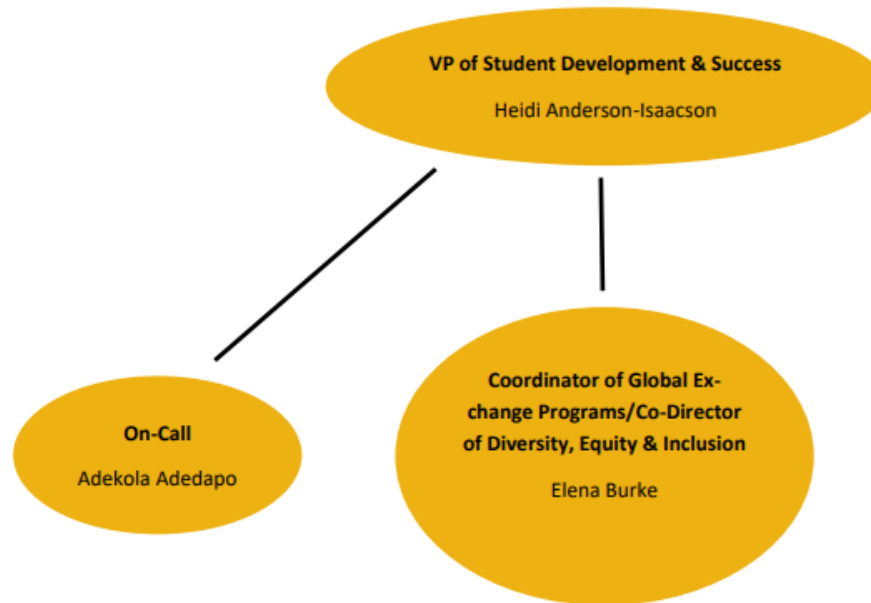 VP of Student Development & Success
Heidi Anderson-Isaacson
On-Call
Adekola Adedapo
Coordinator of Global Ex-
change Programs/Co-Director
of Diversity, Equity & Inclusion
Elena Burke